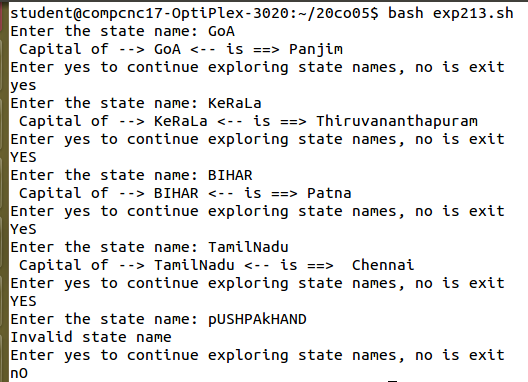 student@compcnc17-OptiPlex-3020:~/20co05$ bash exp213.sh
Enter the state name: GoA
 Capital of --> GoA <-- is ==> Panjim
Enter yes to continue exploring state names, no is exit
yes
Enter the state name: KeRaLa
 Capital of --> KeRaLa <-- is ==> Thiruvananthapuram
Enter yes to continue exploring state names, no is exit
YES
Enter the state name: BIHAR
 Capital of --> BIHAR <-- is ==> Patna
Enter yes to continue exploring state names, no is exit
YeS
Enter the state name: TamilNadu
 Capital of --> TamilNadu <-- is ==>  Chennai
Enter yes to continue exploring state names, no is exit
YES
Enter the state name: pUSHPAkHAND
Invalid state name
Enter yes to continue exploring state names, no is exit
nO